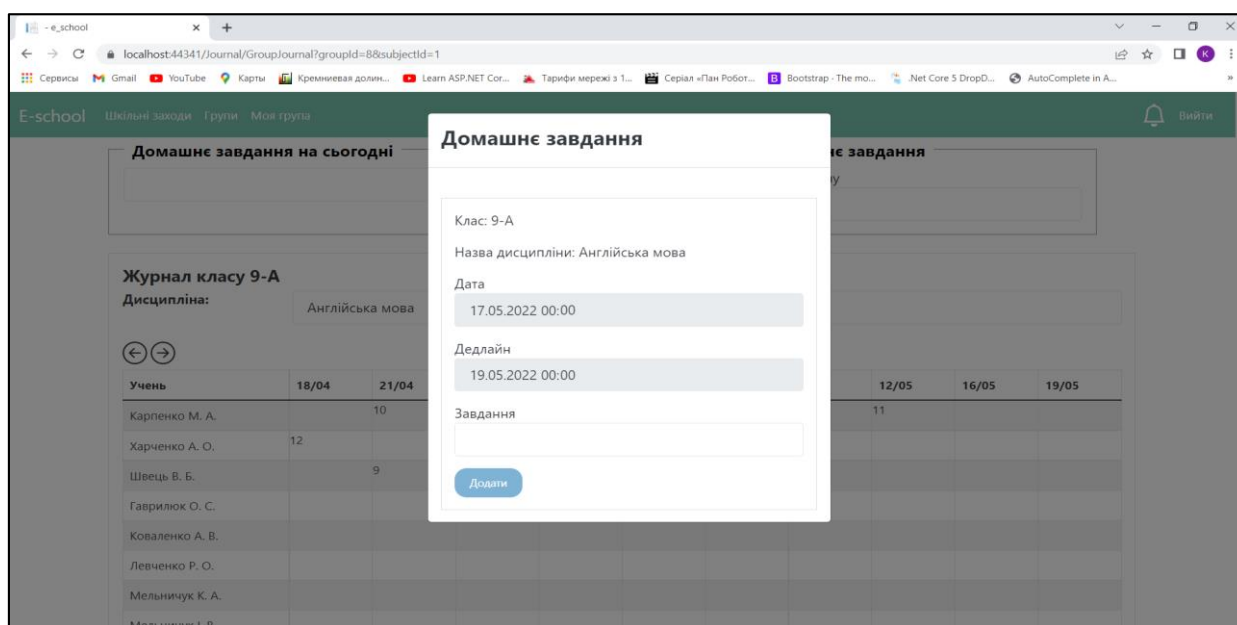 - e_school
localhost:44341/Journal/GroupJournal?groupId=8&subjectId=1
K
Сервисы Gmail YouTube Карты Кремниевая долин... Learn ASP.NET Cor... Тарифи мережі з 1... Серіал «Пан Робот... Bootstrap · The mo... .Net Core 5 DropD... AutoComplete in A... »
E-school Шкільні заходи Групи Моя група Вийти
Домашнє завдання на сьогодні
є завдання
Домашнє завдання
Клас: 9-А
Назва дисципліни: Англійська мова
Дата
17.05.2022 00:00
Дедлайн
19.05.2022 00:00
Завдання
Додати
Журнал класу 9-А
Дисципліна: Англійська мова
Учень 18/04 21/04 12/05 16/05 19/05
Карпенко М. А. 10 11
Харченко А. О. 12
Швець В. Б. 9
Гаврилюк О. С.
Коваленко А. В.
Левченко Р. О.
Мельничук К. А.